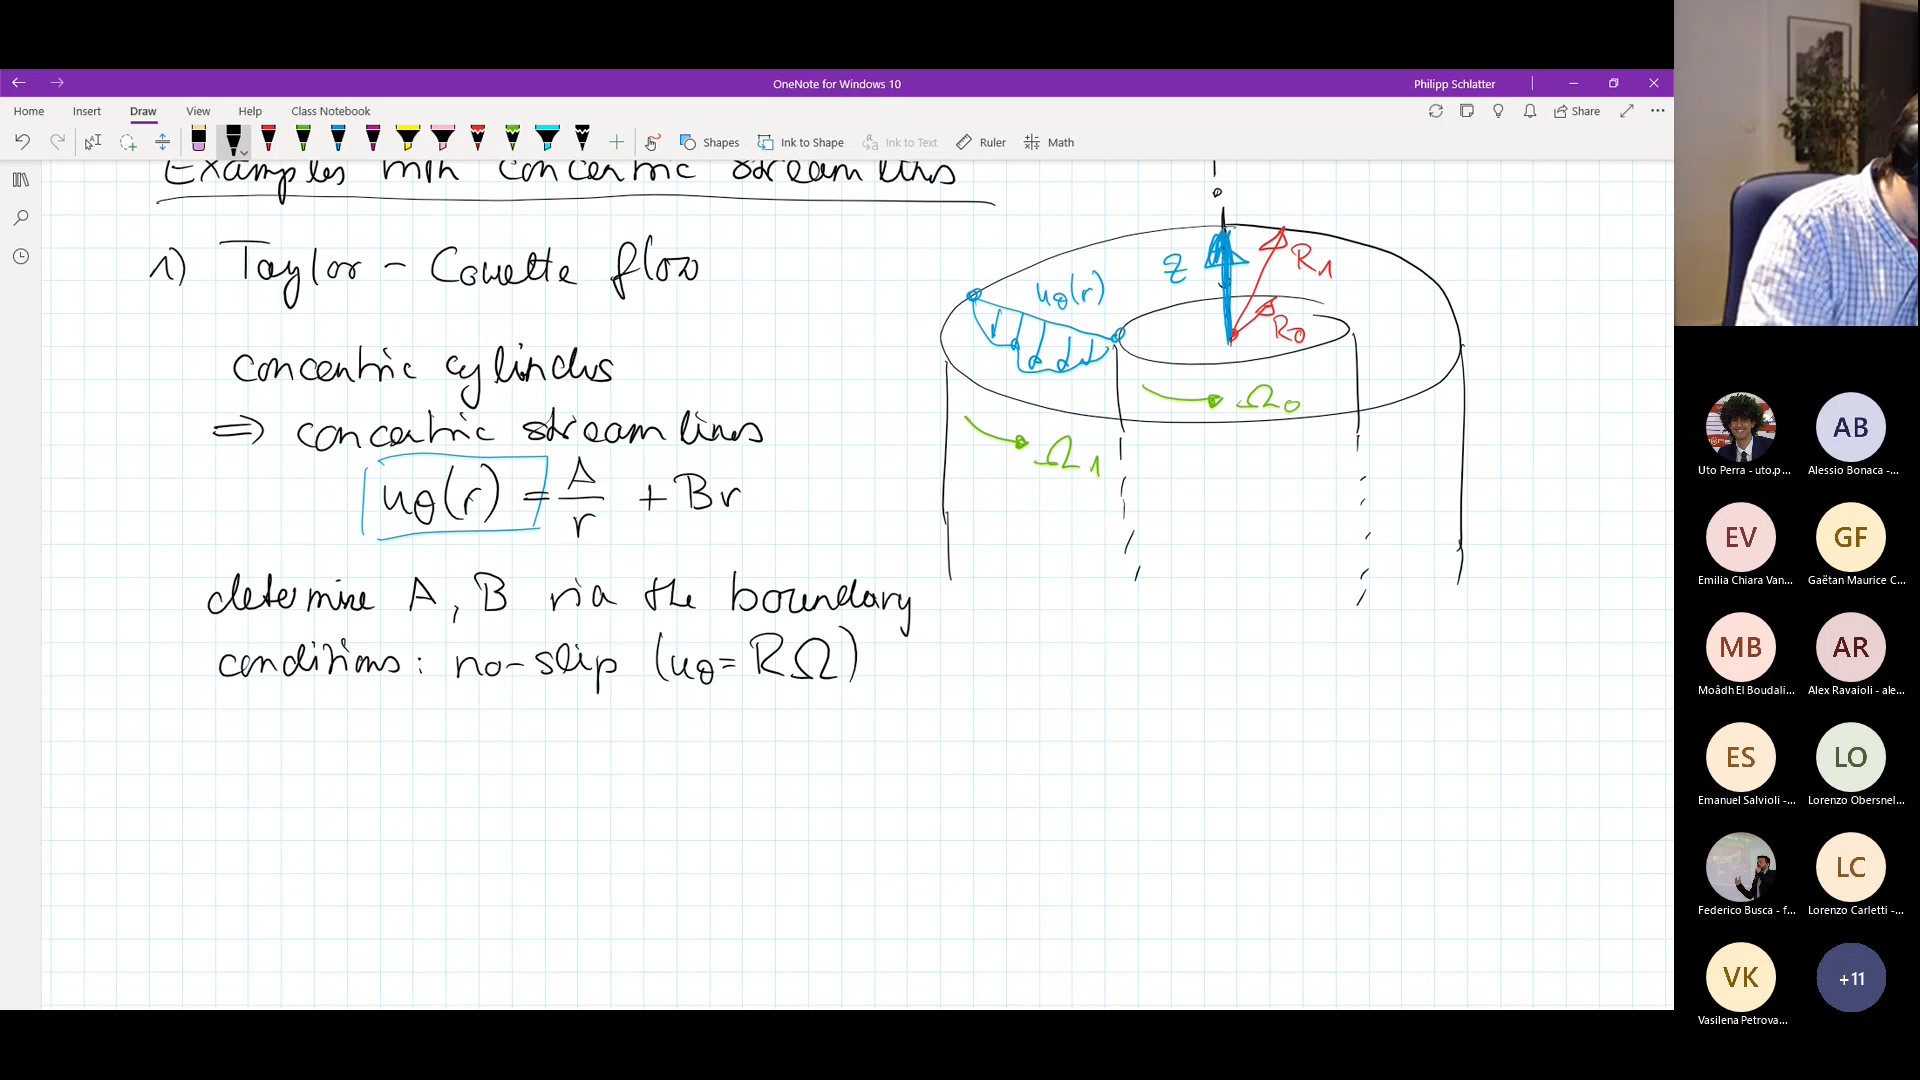 OneNote for Windows 10
Philipp Schlatter
Home Insert Draw View Help Class Notebook
Share
Shapes Ink to Shape Ink to Text Ruler Math
Examples with concentric streamlines
1) Taylor - Couette flow
concentric cylinders
⇒ concentric streamlines
uθ(r) = A/r + Br
determine A, B via the boundary
conditions: no-slip (uθ= RΩ)
uθ(r)
z
R1
R0
Ω0
Ω1
Uto Perra - uto.p...
AB
Alessio Bonaca -...
EV
Emilia Chiara Van...
GF
Gaëtan Maurice C...
MB
Moâdh El Boudali...
AR
Alex Ravaioli - ale...
ES
Emanuel Salvioli -...
LO
Lorenzo Obersnel...
Federico Busca - f...
LC
Lorenzo Carletti -...
VK
Vasilena Petrova...
+11